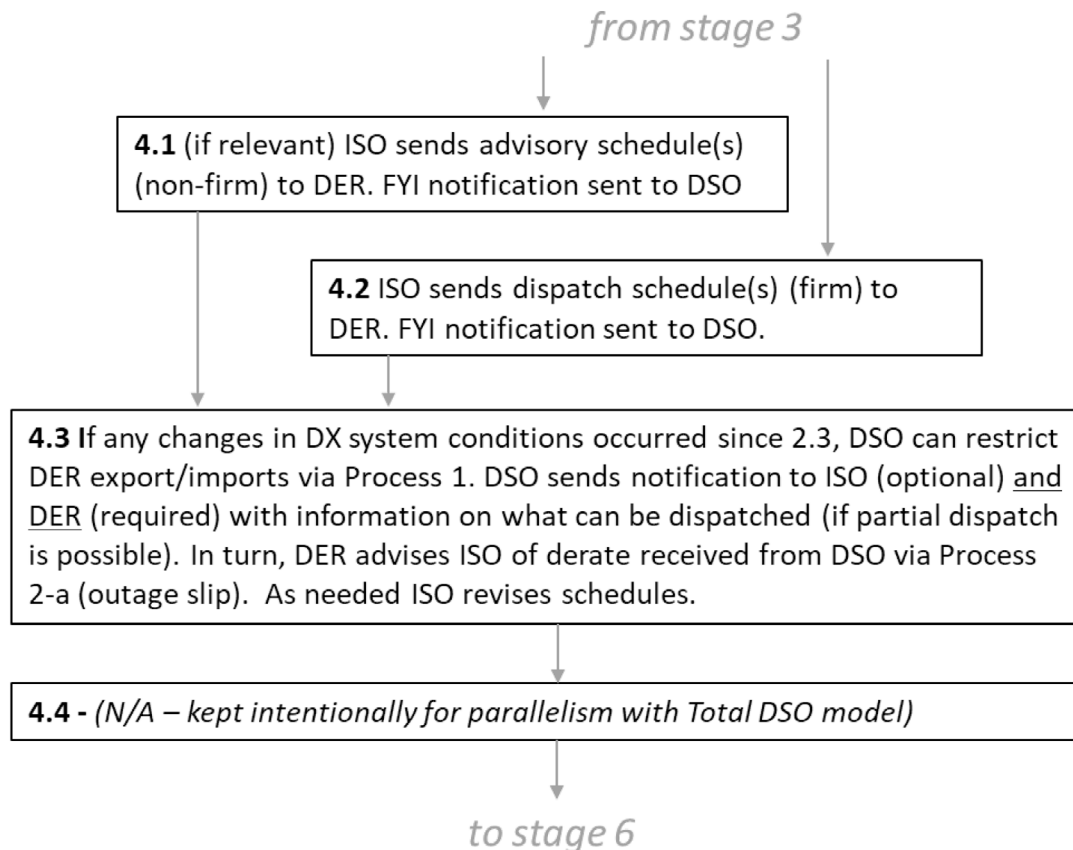 from stage 3
4.1 (if relevant) ISO sends advisory schedule(s)
(non-firm) to DER. FYI notification sent to DSO
4.2 ISO sends dispatch schedule(s) (firm) to
DER. FYI notification sent to DSO.
4.3 If any changes in DX system conditions occurred since 2.3, DSO can restrict
DER export/imports via Process 1. DSO sends notification to ISO (optional) and
DER (required) with information on what can be dispatched (if partial dispatch
is possible). In turn, DER advises ISO of derate received from DSO via Process
2-a (outage slip).  As needed ISO revises schedules.
4.4 - (N/A – kept intentionally for parallelism with Total DSO model)
to stage 6